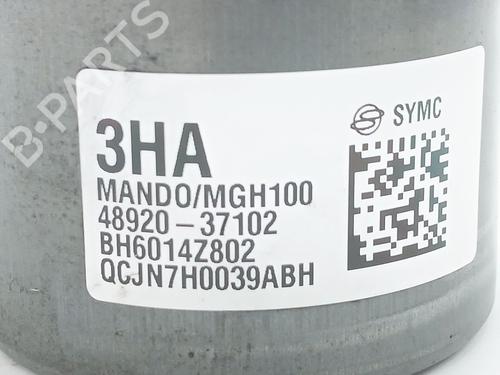 B-PARTS
SYMC
3HA
MANDO/MGH100
48920-37102
BH6014Z802
QCJN7H0039ABH